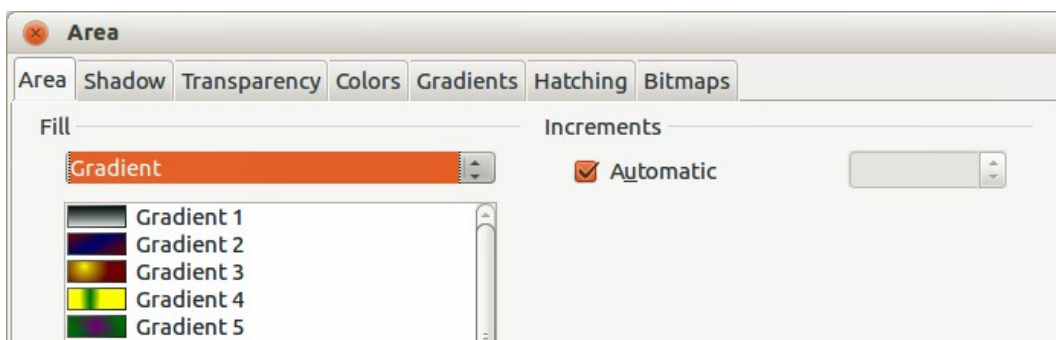 Area
Area Shadow Transparency Colors Gradients Hatching Bitmaps
Fill Increments
Gradient Automatic
Gradient 1
Gradient 2
Gradient 3
Gradient 4
Gradient 5